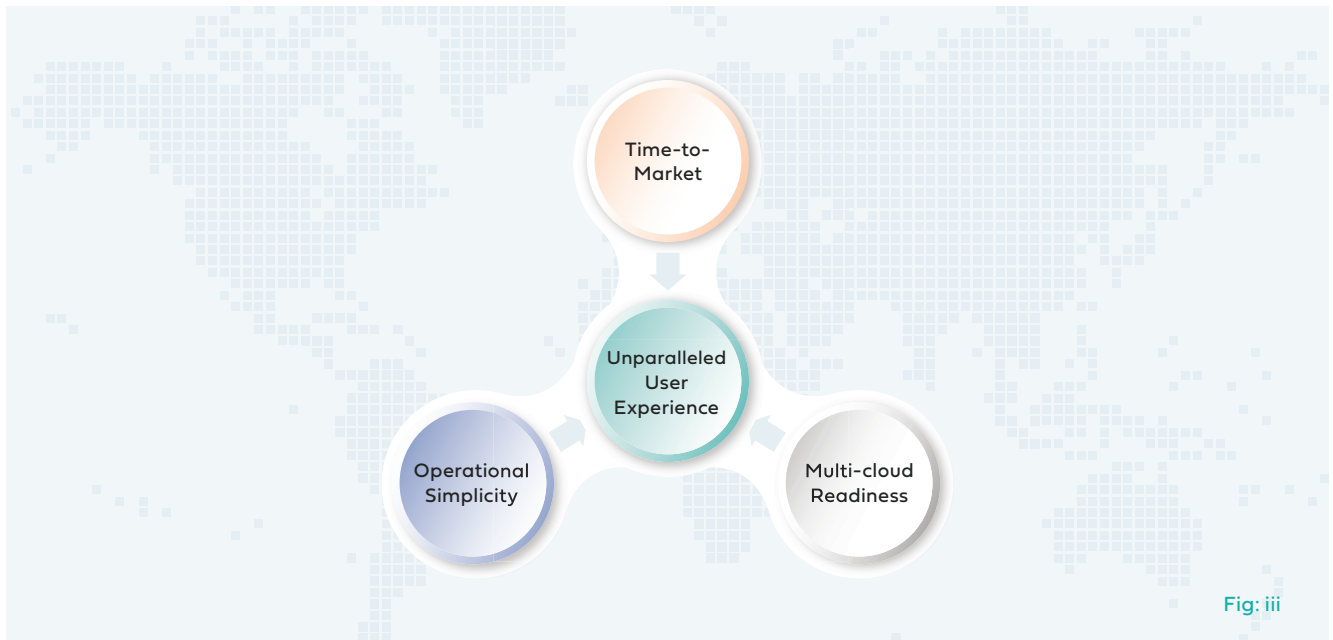 Time-to-
Market
Unparalleled
User
Experience
Operational
Simplicity
Multi-cloud
Readiness
Fig: iii